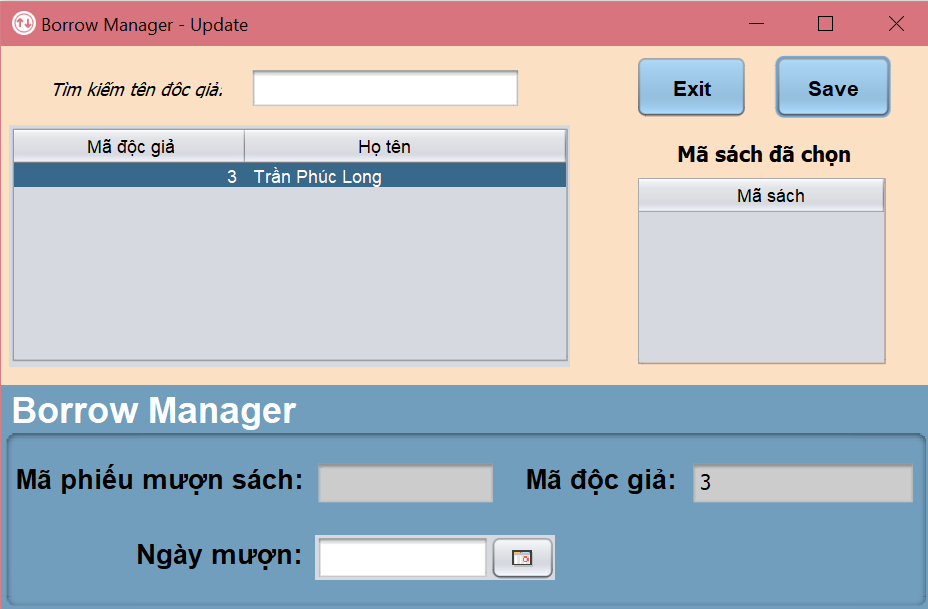 Borrow Manager - Update
Tìm kiếm tên đôc giả.
Exit
Save
Mã độc giả
Họ tên
3
Trần Phúc Long
Mã sách đã chọn
Mã sách
Borrow Manager
Mã phiếu mượn sách:
Mã độc giả:
3
Ngày mượn: